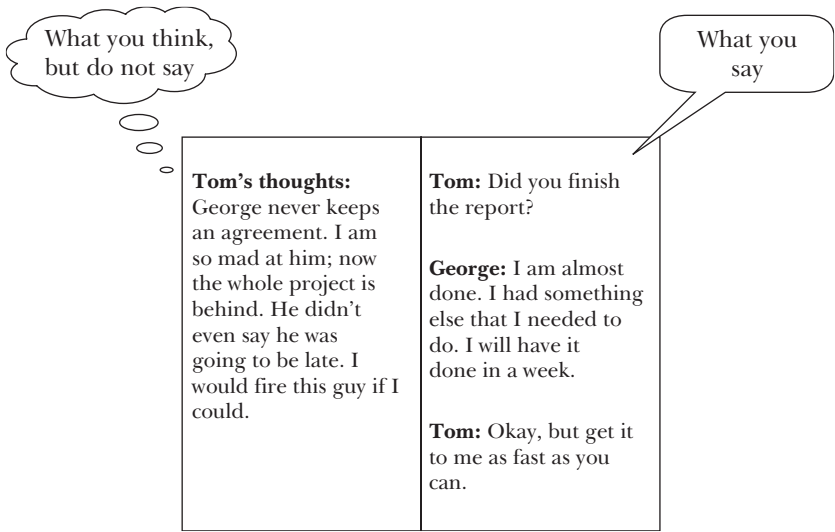 What you think,
but do not say
What you
say
Tom’s thoughts:
George never keeps
an agreement. I am
so mad at him; now
the whole project is
behind. He didn’t
even say he was
going to be late. I
would fire this guy if I
could.
Tom: Did you finish
the report?
George: I am almost
done. I had something
else that I needed to
do. I will have it
done in a week.
Tom: Okay, but get it
to me as fast as you
can.